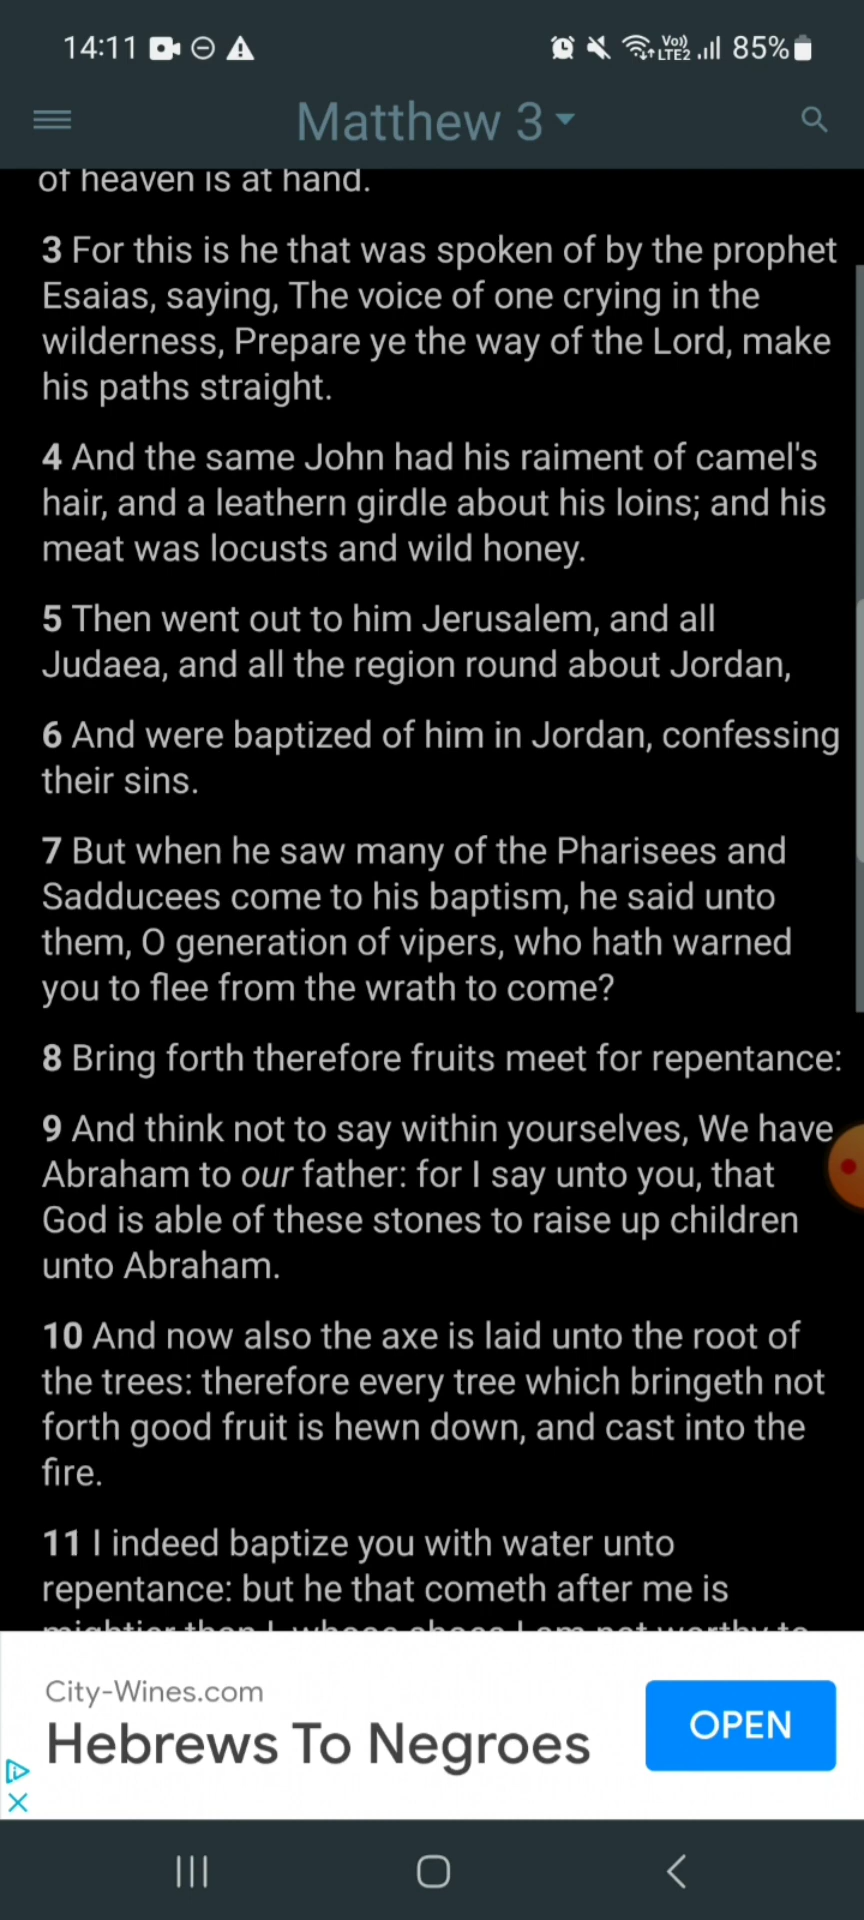 14:11
Vo))
LTE2
85%
Matthew 3
of heaven is at hand.
3 For this is he that was spoken of by the prophet
Esaias, saying, The voice of one crying in the
wilderness, Prepare ye the way of the Lord, make
his paths straight.
4 And the same John had his raiment of camel's
hair, and a leathern girdle about his loins; and his
meat was locusts and wild honey.
5 Then went out to him Jerusalem, and all
Judaea, and all the region round about Jordan,
6 And were baptized of him in Jordan, confessing
their sins.
7 But when he saw many of the Pharisees and
Sadducees come to his baptism, he said unto
them, O generation of vipers, who hath warned
you to flee from the wrath to come?
8 Bring forth therefore fruits meet for repentance:
9 And think not to say within yourselves, We have
Abraham to our father: for I say unto you, that
God is able of these stones to raise up children
unto Abraham.
10 And now also the axe is laid unto the root of
the trees: therefore every tree which bringeth not
forth good fruit is hewn down, and cast into the
fire.
11 I indeed baptize you with water unto
repentance: but he that cometh after me is
mightier than I, whose shoes I am not worthy to
City-Wines.com
Hebrews To Negroes
OPEN